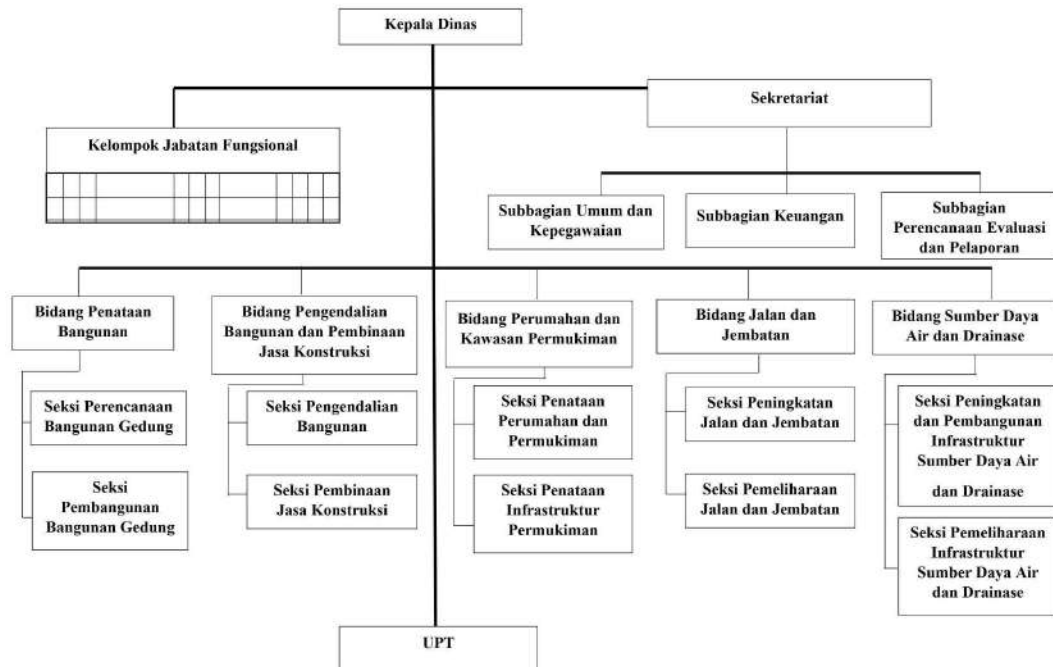 Kepala Dinas
Sekretariat
Kelompok Jabatan Fungsional
Subbagian Umum dan
Kepegawaian
Subbagian Keuangan
Subbagian
Perencanaan Evaluasi
dan Pelaporan
Bidang Penataan
Bangunan
Bidang Pengendalian
Bangunan dan Pembinaan
Jasa Konstruksi
Bidang Perumahan dan
Kawasan Permukiman
Bidang Jalan dan
Jembatan
Bidang Sumber Daya
Air dan Drainase
Seksi Perencanaan
Bangunan Gedung
Seksi Pengendalian
Bangunan
Seksi Penataan
Perumahan dan
Permukiman
Seksi Peningkatan
Jalan dan Jembatan
Seksi Peningkatan
dan Pembangunan
Infrastruktur
Sumber Daya Air
dan Drainase
Seksi
Pembangunan
Bangunan Gedung
Seksi Pembinaan
Jasa Konstruksi
Seksi Penataan
Infrastruktur
Permukiman
Seksi Pemeliharaan
Jalan dan Jembatan
Seksi Pemeliharaan
Infrastruktur
Sumber Daya Air
dan Drainase
UPT